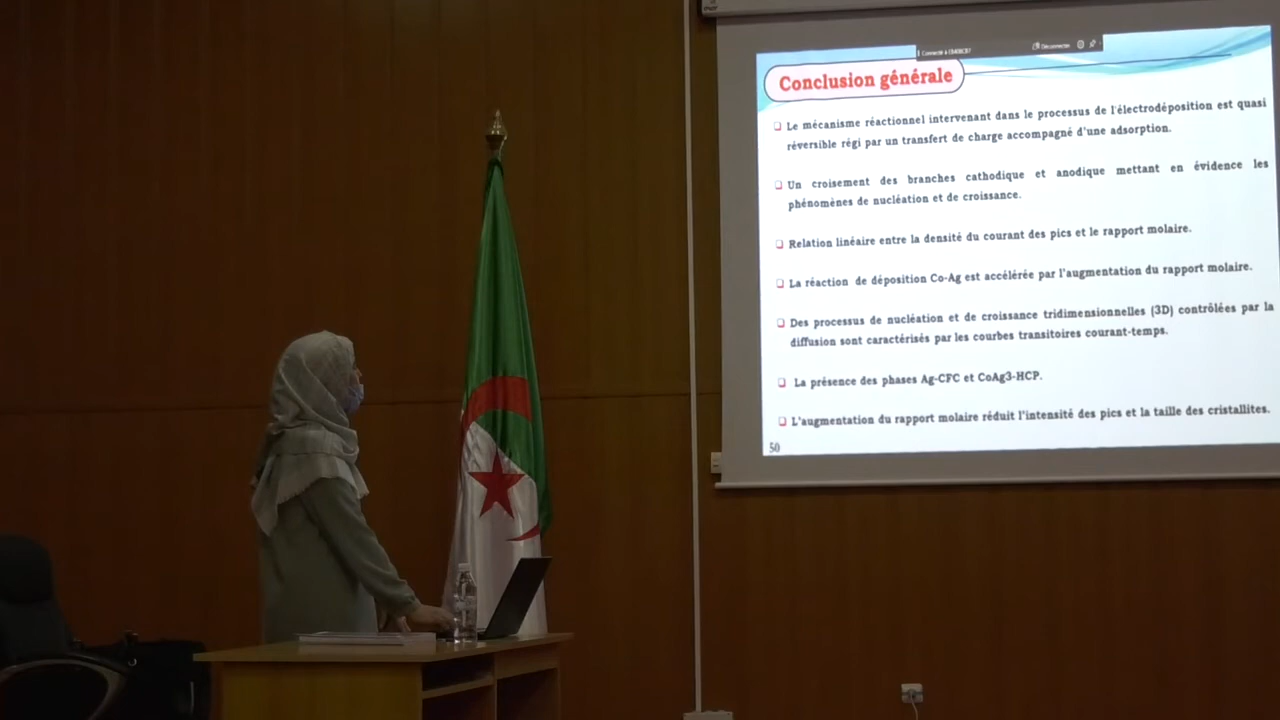 Déconnecter
Conclusion générale
❑ Le mécanisme réactionnel intervenant dans le processus de l'électrodéposition est quasi
réversible régi par un transfert de charge accompagné d'une adsorption.
❑ Un croisement des branches cathodique et anodique mettant en évidence les
phénomènes de nucléation et de croissance.
❑ Relation linéaire entre la densité du courant des pics et le rapport molaire.
❑ La réaction de déposition Co-Ag est accélérée par l'augmentation du rapport molaire.
❑ Des processus de nucléation et de croissance tridimensionnelles (3D) contrôlées par la
diffusion sont caractérisés par les courbes transitoires courant-temps.
❑ La présence des phases Ag-CFC et CoAg3-HCP.
❑ L'augmentation du rapport molaire réduit l'intensité des pics et la taille des cristallites.
50